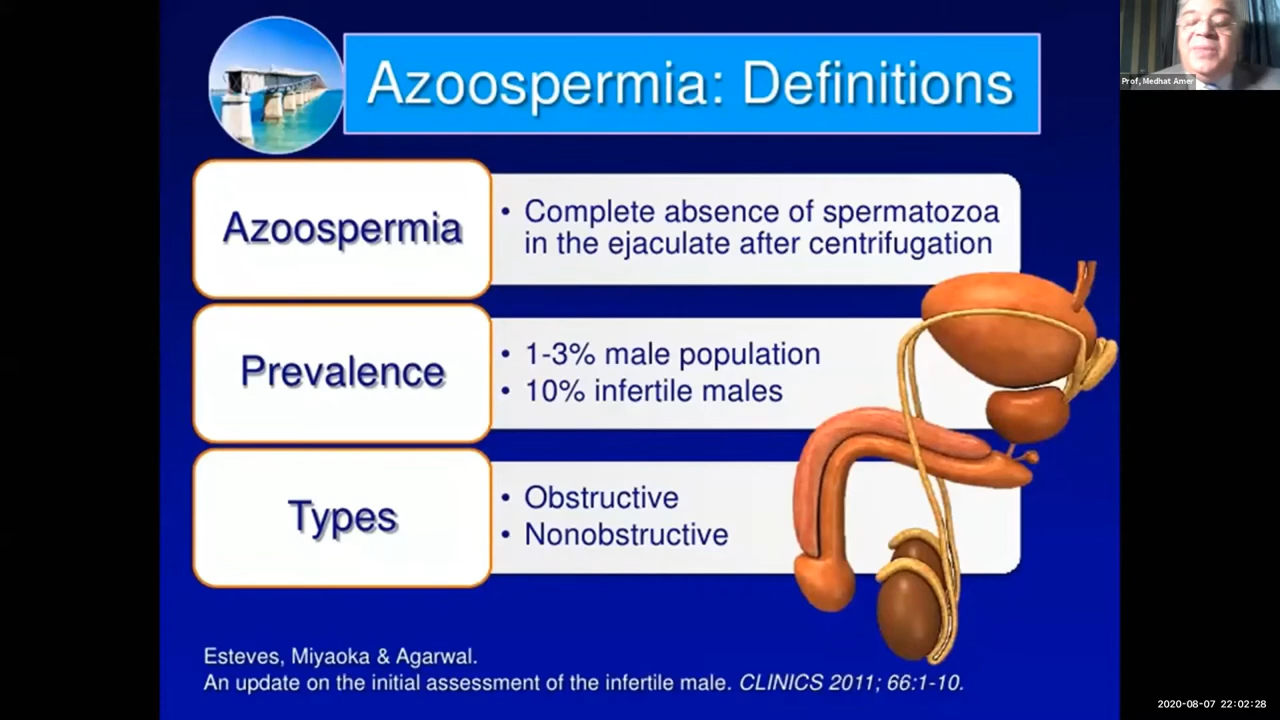 Azoospermia: Definitions
Prof, Medhat Amer
Azoospermia
• Complete absence of spermatozoa
in the ejaculate after centrifugation
Prevalence
• 1-3% male population
• 10% infertile males
Types
• Obstructive
• Nonobstructive
Esteves, Miyaoka & Agarwal.
An update on the initial assessment of the infertile male. CLINICS 2011; 66:1-10.
2020-08-07 22:02:28